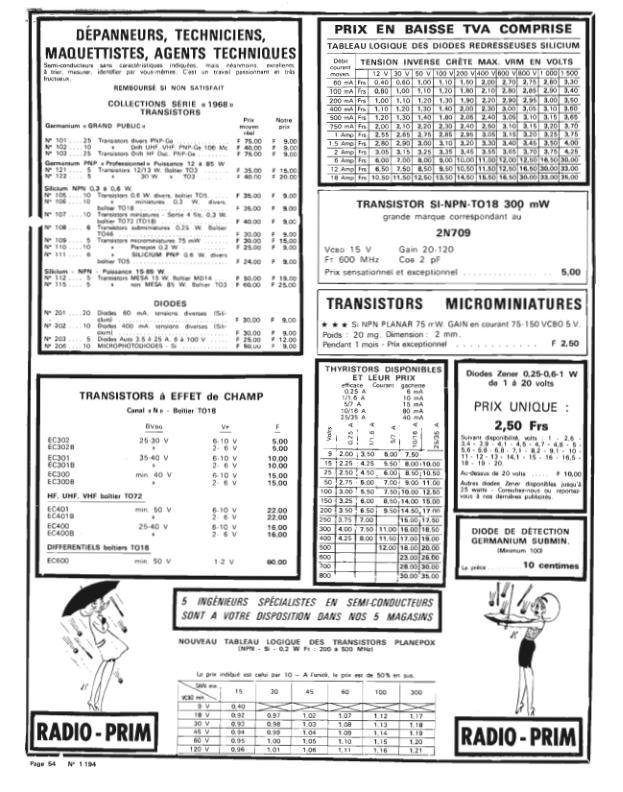 DÉPANNEURS, TECHNICIENS,
MAQUETTISTES, AGENTS TECHNIQUES
Semi-conducteurs sans caractéristiques indiquées, mais néanmoins, excellents,
à trier, mesurer, identifier par vous-mêmes. C'est un travail passionnant et très
fructueux.
REMBOURSÉ SI NON SATISFAIT
COLLECTIONS SÉRIE « 1968 »
TRANSISTORS
Prix moyen réel
Notre prix
Germanium « GRAND PUBLIC »
N° 101 .... 25 Transistors divers PNP-Ge F 75,00 F 9,00
N° 102 .... 10 » Drift UHF, VHF, PNP-Ge 100 Mc F 40,00 F 9,00
N° 103 .... 25 Transistors Drift HF Osc. PNP-Ge F 75,00 F 9,00
Germanium PNP « Professionnel » Puissance 12 à 85 W
N° 121 .... 5 Transistors 12/13 W. Boîtier TO3 F 35,00 F 15,00
N° 122 .... 5 » 30 W » TO3 F 40,00 F 20,00
Silicium NPN 0,3 à 0,6 W.
N° 105 .... 10 Transistors 0,6 W divers, boîtier TO5 F 35,00 F 9,00
N° 106 .... 10 » miniatures 0,3 W. divers,
F 9,00
N° 107 .... 10 Transistors miniatures - Série 4 fils, 0,3 W.
boîtier TO72 (TO18) F 40,00 F 9,00
N° 108 .... 6 Transistors subminiatures 0,25 W. Boîtier
TO46 F 30,00 F 9,00
N° 109 .... 5 Transistors microminiatures 75 mW F 30,00 F 15,00
N° 110 .... 10 » Planepox 0,2 W F 25,00 F 9,00
N° 111 .... 6 » SILICIUM PNP 0,6 W. divers
boîtier TO5 F 24,00 F 9,00
Silicium - NPN - Puissance 15-85 W.
N° 112 .... 5 Transistors MESA 15 W. Boîtier MD14 F 50,00 F 19,00
N° 115 .... 5 » non MESA 85 W. Boîtier TO3 F 60,00 F 25,00
DIODES
N° 201 .... 20 Diodes 60 mA. tensions diverses (Silicium) F 30,00 F 9,00
N° 202 .... 10 Diodes 400 mA. tensions diverses (Silicium) F 30,00 F 9,00
N° 203 .... 5 Diodes Auto 3,5 à 25 A. 6 à 100 V F 25,00 F 12,00
N° 206 .... 10 MICROPHOTODIODES - Si F 50,00 F 9,00
PRIX EN BAISSE TVA COMPRISE
TABLEAU LOGIQUE DES DIODES REDRESSEUSES SILICIUM
Débit courant moyen.
TENSION INVERSE CRÊTE MAX. VRM EN VOLTS
12 V 30 V 50 V 100 V 200 V 400 V 600 V 800 V 1 000 1 500
60 mA Frs 0,40 0,60 1,00 1,10 1,50 2,00 2,70 2,75 2,80 3,30
100 mA Frs 0,80 1,00 1,10 1,20 1,80 2,10 2,80 2,85 2,90 3,40
200 mA Frs 1,00 1,10 1,20 1,30 1,90 2,20 2,90 2,95 3,00 3,50
400 mA Frs 1,10 1,20 1,30 1,40 2,00 2,30 3,00 3,05 3,10 3,60
500 mA Frs 1,20 1,30 1,40 1,80 2,05 2,40 3,05 3,10 3,15 3,65
750 mA Frs 2,00 2,10 2,20 2,30 2,40 2,50 3,10 3,15 3,20 3,70
1 Amp Frs 2,55 2,65 2,75 2,85 2,95 3,05 3,15 3,20 3,25 3,75
1.5 Amp Frs 2,80 2,90 3,00 3,10 3,20 3,30 3,40 3,45 3,50 4,00
2 Amp Frs 3,05 3,15 3,25 3,35 3,45 3,55 3,65 3,70 3,75 4,25
6 Amp Frs 6,00 7,00 8,00 9,00 10,00 11,00 12,00 12,50 16,50 30,00
12 Amp Frs 6,50 7,50 8,50 9,50 10,50 11,50 12,50 16,50 30,00 33,00
18 Amp Frs 10,50 11,50 12,50 13,50 14,50 15,50 16,50 30,00 33,00 35,00
TRANSISTOR SI-NPN-TO18 300 mW
grande marque correspondant au
2N709
VCBO 15 V Gain 20-120
FT 600 MHz COB 2 pF
Prix sensationnel et exceptionnel .......... 5,00
TRANSISTORS MICROMINIATURES
★ ★ ★ Si NPN PLANAR 75 mW. GAIN en courant 75-150 VCBO 5 V.
Poids : 20 mg. Dimension : 2 mm.
Pendant 1 mois - Prix exceptionnel .......... F 2,50
TRANSISTORS à EFFET de CHAMP
Canal « N » - Boîtier TO18
EC302 25-30 V 6-10 V 5,00
EC302B » 2- 6 V 5,00
EC301 35-40 V 6-10 V 10,00
EC301B » 2- 6 V 10,00
EC300 min. 40 V 6-10 V 15,00
EC300B » 2- 6 V 15,00
HF. UHF, VHF boîtier TO72
EC401 min. 50 V 6-10 V 22,00
EC401B » 2- 6 V 22,00
EC400 25-40 V 6-10 V 16,00
EC400B » 2- 6 V 16,00
DIFFERENTIELS boîtiers TO18
EC600 min. 50 V 1-2 V 60,00
THYRISTORS DISPONIBLES
ET LEUR PRIX
efficace Courant gachette
0,25 A 6 mA
1/1,6 A 10 mA
5/7 A 15 mA
10/16 A 80 mA
25/35 A 40 mA
Volts 0,25 A 1/1,6 A 5/7 A 10/16 A 25/35 A
9 2,00 3,50 6,00 7,50
15 2,25 4,25 5,50 8,00 10,00
25 2,50 4,50 6,00 8,50 10,50
50 2,75 5,00 7,00 9,00 11,00
100 3,00 5,50 7,50 10,00 12,50
150 3,25 6,00 8,50 14,00 15,00
200 3,50 6,50 9,50 14,50 17,00
250 3,75 7,00 15,00 17,50
300 4,00 7,50 11,00 16,00 18,00
400 4,25 8,00 11,50 17,00 19,00
500 12,00 18,00 20,00
600 23,00 26,00
700 28,00 30,00
800 30,00 35,00
Diodes Zener 0,25-0,6-1 W
de 1 à 20 volts
PRIX UNIQUE :
2,50 Frs
Suivant disponibilité, volts : 1 - 2,6 -
3,4 - 3,9 - 4,1 - 4,5 - 4,7 - 4,8 - 5 -
5,6 - 5,8 - 6,8 - 7,1 - 8,2 - 9,1 - 10 -
11 - 12 - 13 - 14,1 - 15 - 16 - 16,5 -
18 - 19 - 20.
Au-dessus de 20 volts .... F 10,00
Autres diodes Zener disponibles jusqu'à
25 watts - Consultez-nous ou reportez-
vous à nos dernières publicités.
DIODE DE DÉTECTION
GERMANIUM SUBMIN.
(Minimum 100)
La pièce ........ 10 centimes
5 INGÉNIEURS SPÉCIALISTES EN SEMI-CONDUCTEURS
SONT A VOTRE DISPOSITION DANS NOS 5 MAGASINS
NOUVEAU TABLEAU LOGIQUE DES TRANSISTORS PLANEPOX
(NPN - Si - 0,2 W Ft : 200 à 500 MHz)
Le prix indiqué est celui par 10 - A l'unité, le prix est de 50% en sus.
VCBO min. 15 30 45 60 100 300
9 V 0,40
18 V 0,92 0,97 1,02 1,07 1,12 1,17
30 V 0,93 0,98 1,03 1,08 1,13 1,18
45 V 0,94 0,99 1,04 1,09 1,14 1,19
60 V 0,95 1,00 1,05 1,10 1,15 1,20
120 V 0,96 1,01 1,06 1,11 1,16 1,21
RADIO - PRIM
RADIO - PRIM
Page 54 N° 1 194